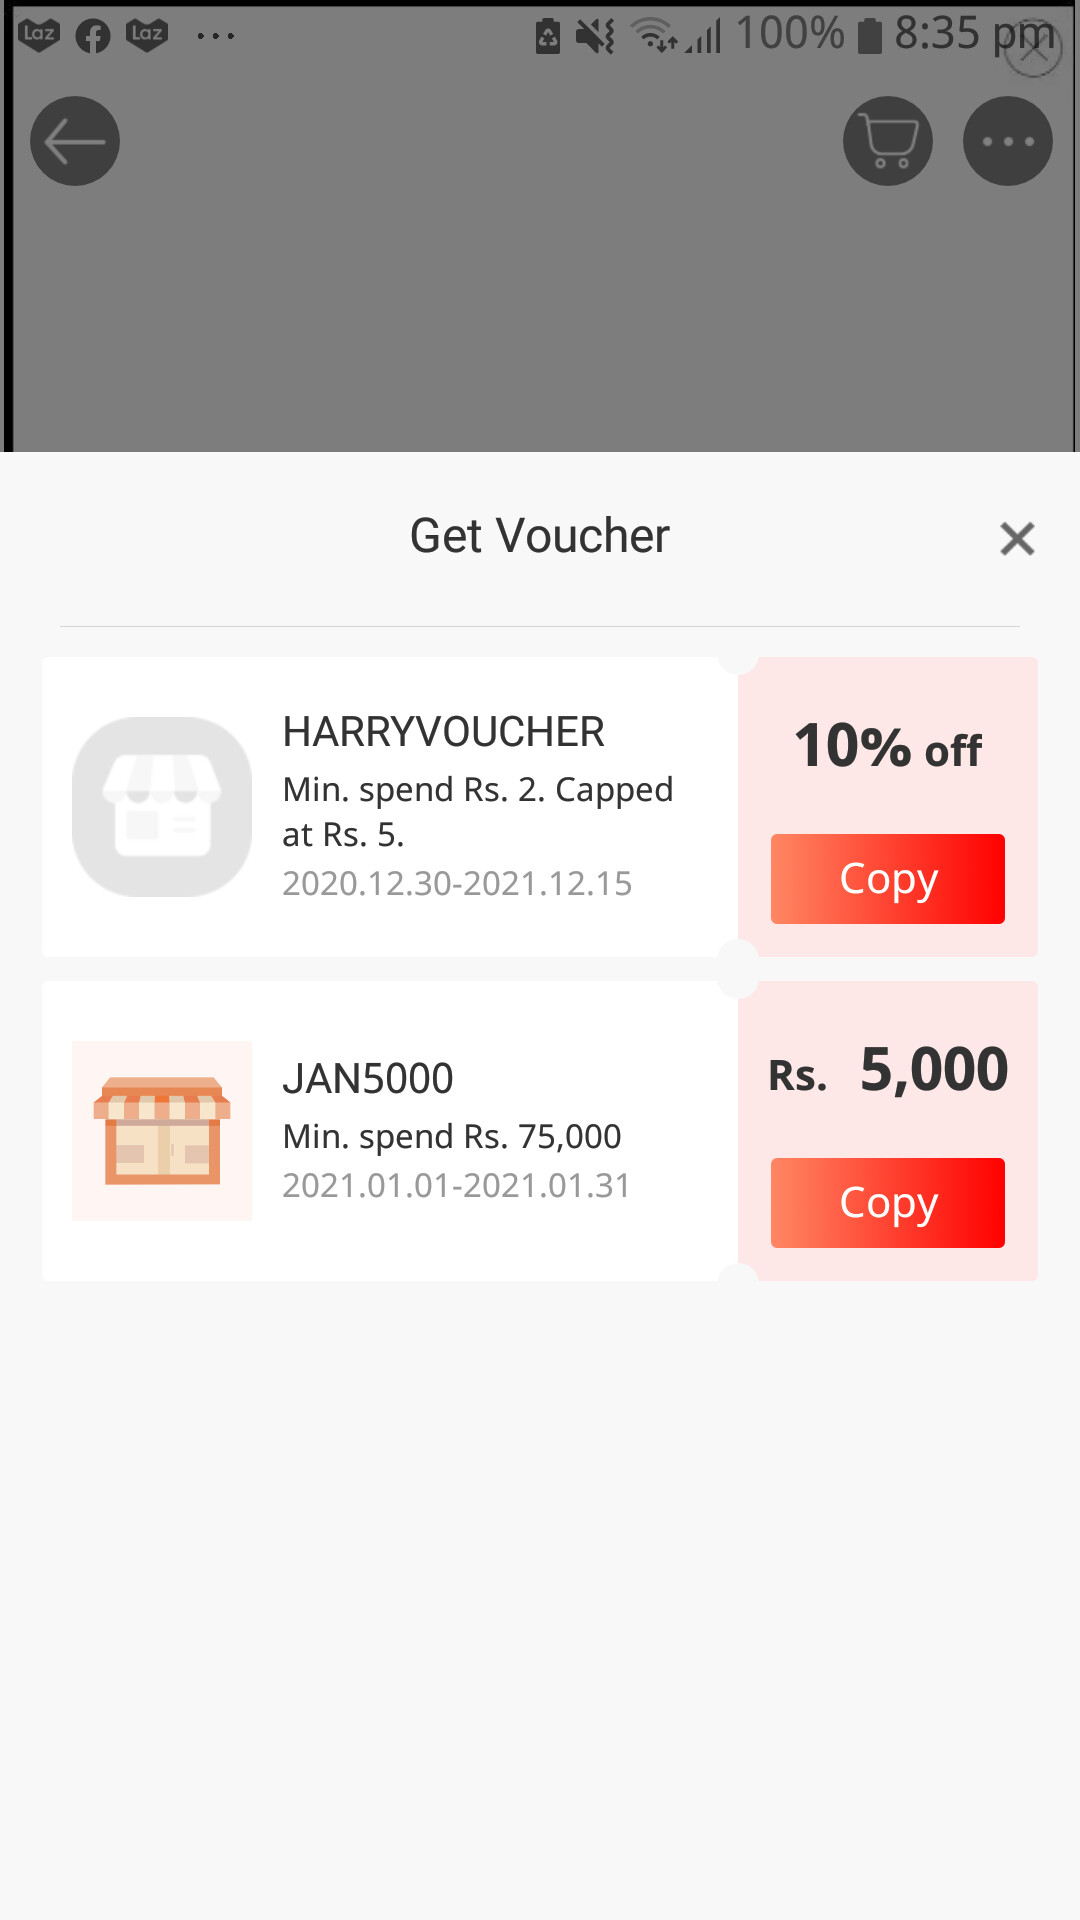 Laz Laz 100% 8:35 pm
Get Voucher
HARRYVOUCHER
Min. spend Rs. 2. Capped
at Rs. 5.
2020.12.30-2021.12.15
10% off
Copy
JAN5000
Min. spend Rs. 75,000
2021.01.01-2021.01.31
Rs. 5,000
Copy